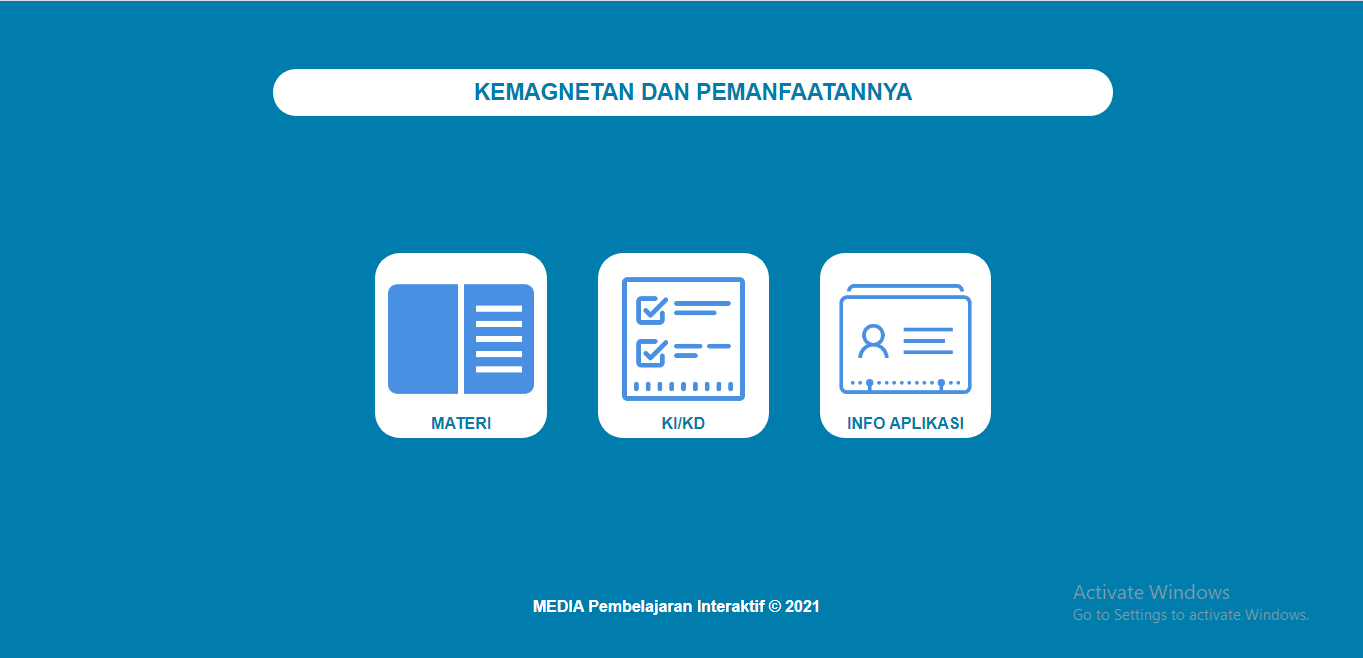 KEMAGNETAN DAN PEMANFAATANNYA
MATERI
KI/KD
INFO APLIKASI
MEDIA Pembelajaran Interaktif © 2021
Activate Windows
Go to Settings to activate Windows.